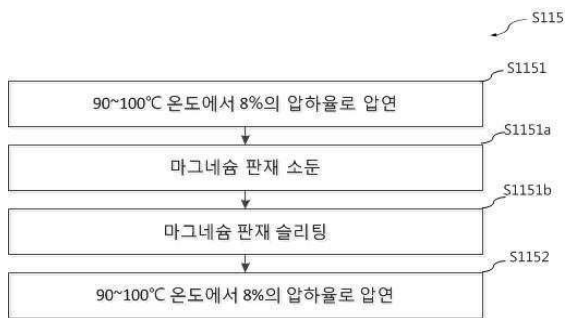 S115
S1151
90~100℃ 온도에서 8%의 압하율로 압연
S1151a
마그네슘 판재 소둔
S1151b
마그네슘 판재 슬리팅
S1152
90~100℃ 온도에서 8%의 압하율로 압연